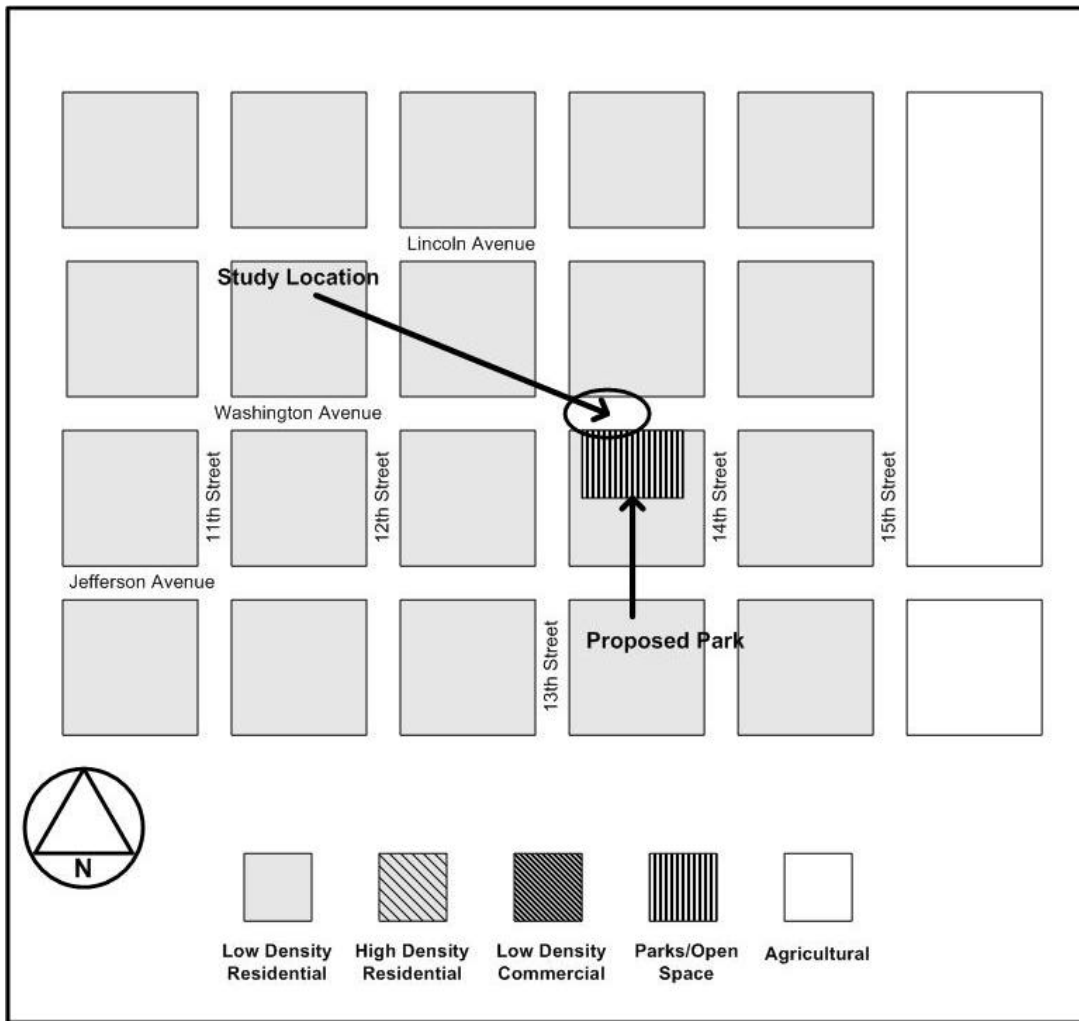 Lincoln Avenue
Study Location
Washington Avenue
11th Street
12th Street
14th Street
15th Street
Jefferson Avenue
13th Street
Proposed Park
N
Low Density
Residential
High Density
Residential
Low Density
Commercial
Parks/Open
Space
Agricultural